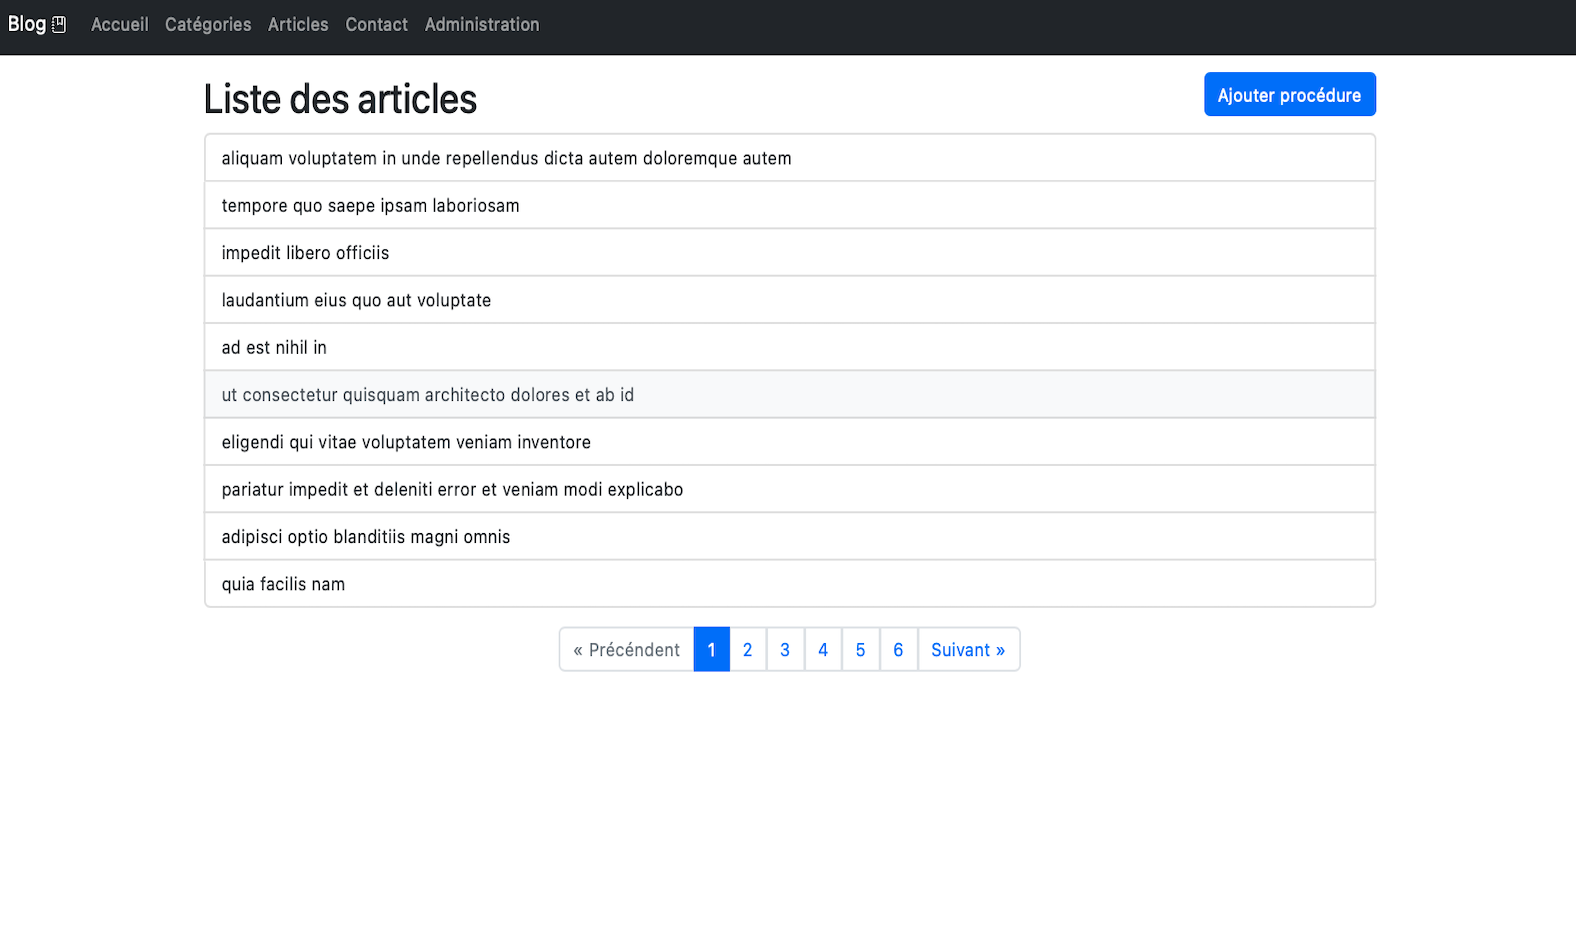 Blog Accueil Catégories Articles Contact Administration
Liste des articles
Ajouter procédure
aliquam voluptatem in unde repellendus dicta autem doloremque autem
tempore quo saepe ipsam laboriosam
impedit libero officiis
laudantium eius quo aut voluptate
ad est nihil in
ut consectetur quisquam architecto dolores et ab id
eligendi qui vitae voluptatem veniam inventore
pariatur impedit et deleniti error et veniam modi explicabo
adipisci optio blanditiis magni omnis
quia facilis nam
« Précéndent 1 2 3 4 5 6 Suivant »